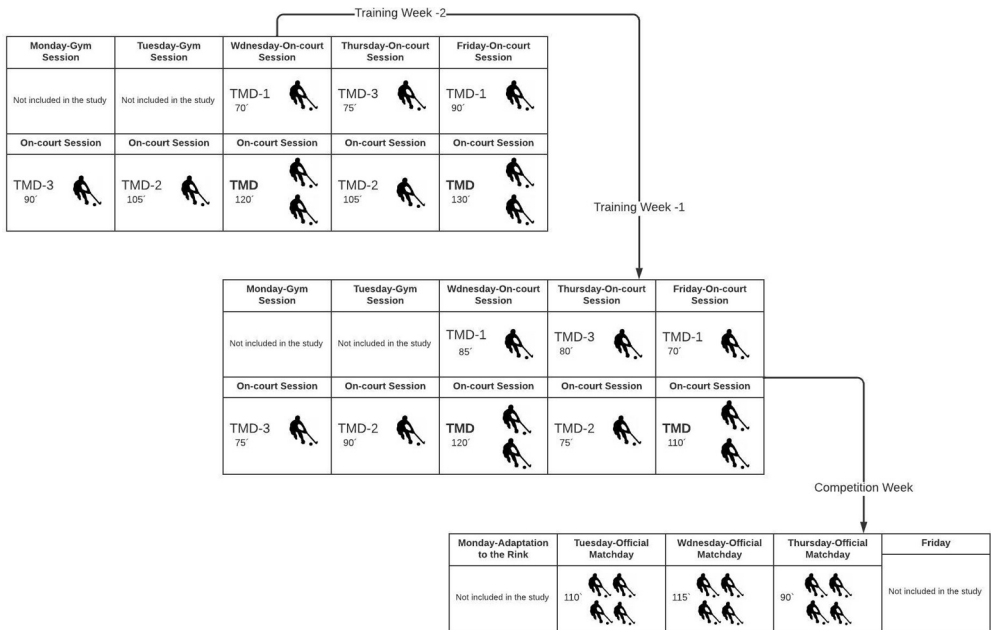 Training Week -2
Monday-Gym
Session
Tuesday-Gym
Session
Wdnesday-On-court
Session
Thursday-On-court
Session
Friday-On-court
Session
Not included in the study
Not included in the study
TMD-1
70´
TMD-3
75´
TMD-1
90´
On-court Session
On-court Session
On-court Session
On-court Session
On-court Session
TMD-3
90´
TMD-2
105´
TMD
120´
TMD-2
105´
TMD
130´
Training Week -1
Monday-Gym
Session
Tuesday-Gym
Session
Wdnesday-On-court
Session
Thursday-On-court
Session
Friday-On-court
Session
Not included in the study
Not included in the study
TMD-1
85´
TMD-3
80´
TMD-1
70´
On-court Session
On-court Session
On-court Session
On-court Session
On-court Session
TMD-3
75´
TMD-2
90´
TMD
120´
TMD-2
75´
TMD
110´
Competition Week
Monday-Adaptation
to the Rink
Tuesday-Official
Matchday
Wdnesday-Official
Matchday
Thursday-Official
Matchday
Friday
Not included in the study
110`
115`
90`
Not included in the study